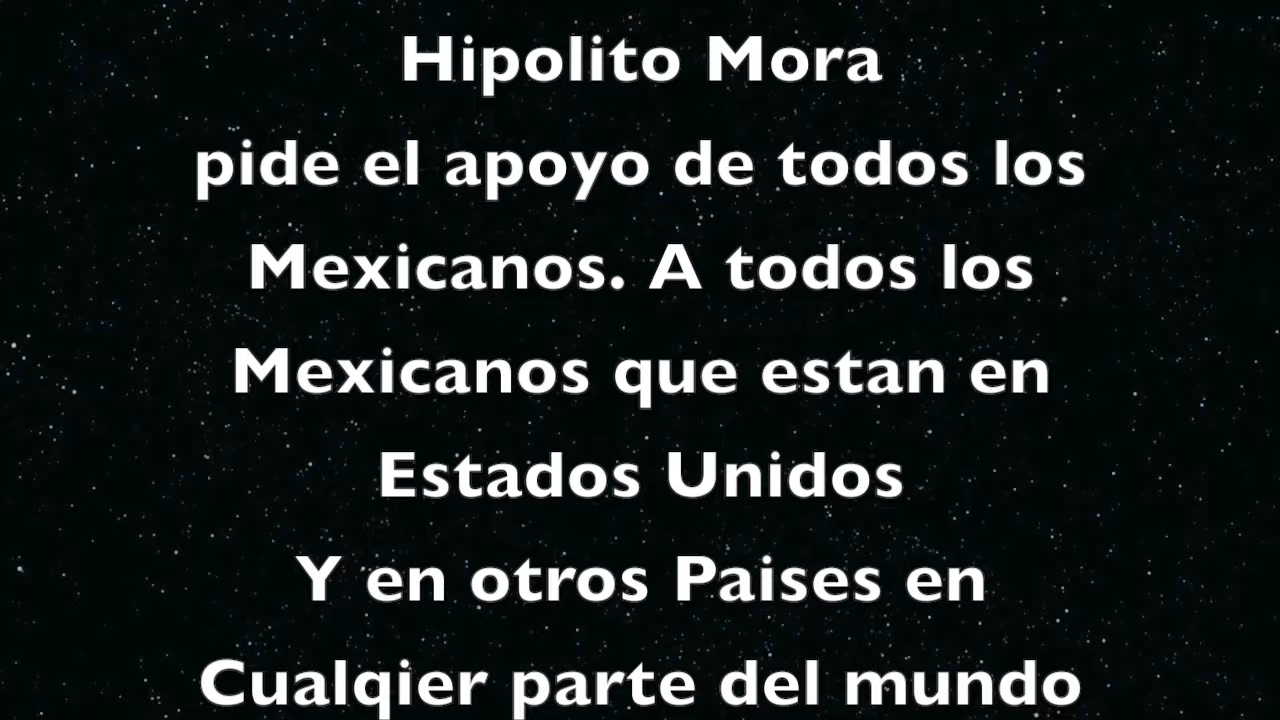 Hipolito Mora
pide el apoyo de todos los
Mexicanos. A todos los
Mexicanos que estan en
Estados Unidos
Y en otros Paises en
Cualqier parte del mundo